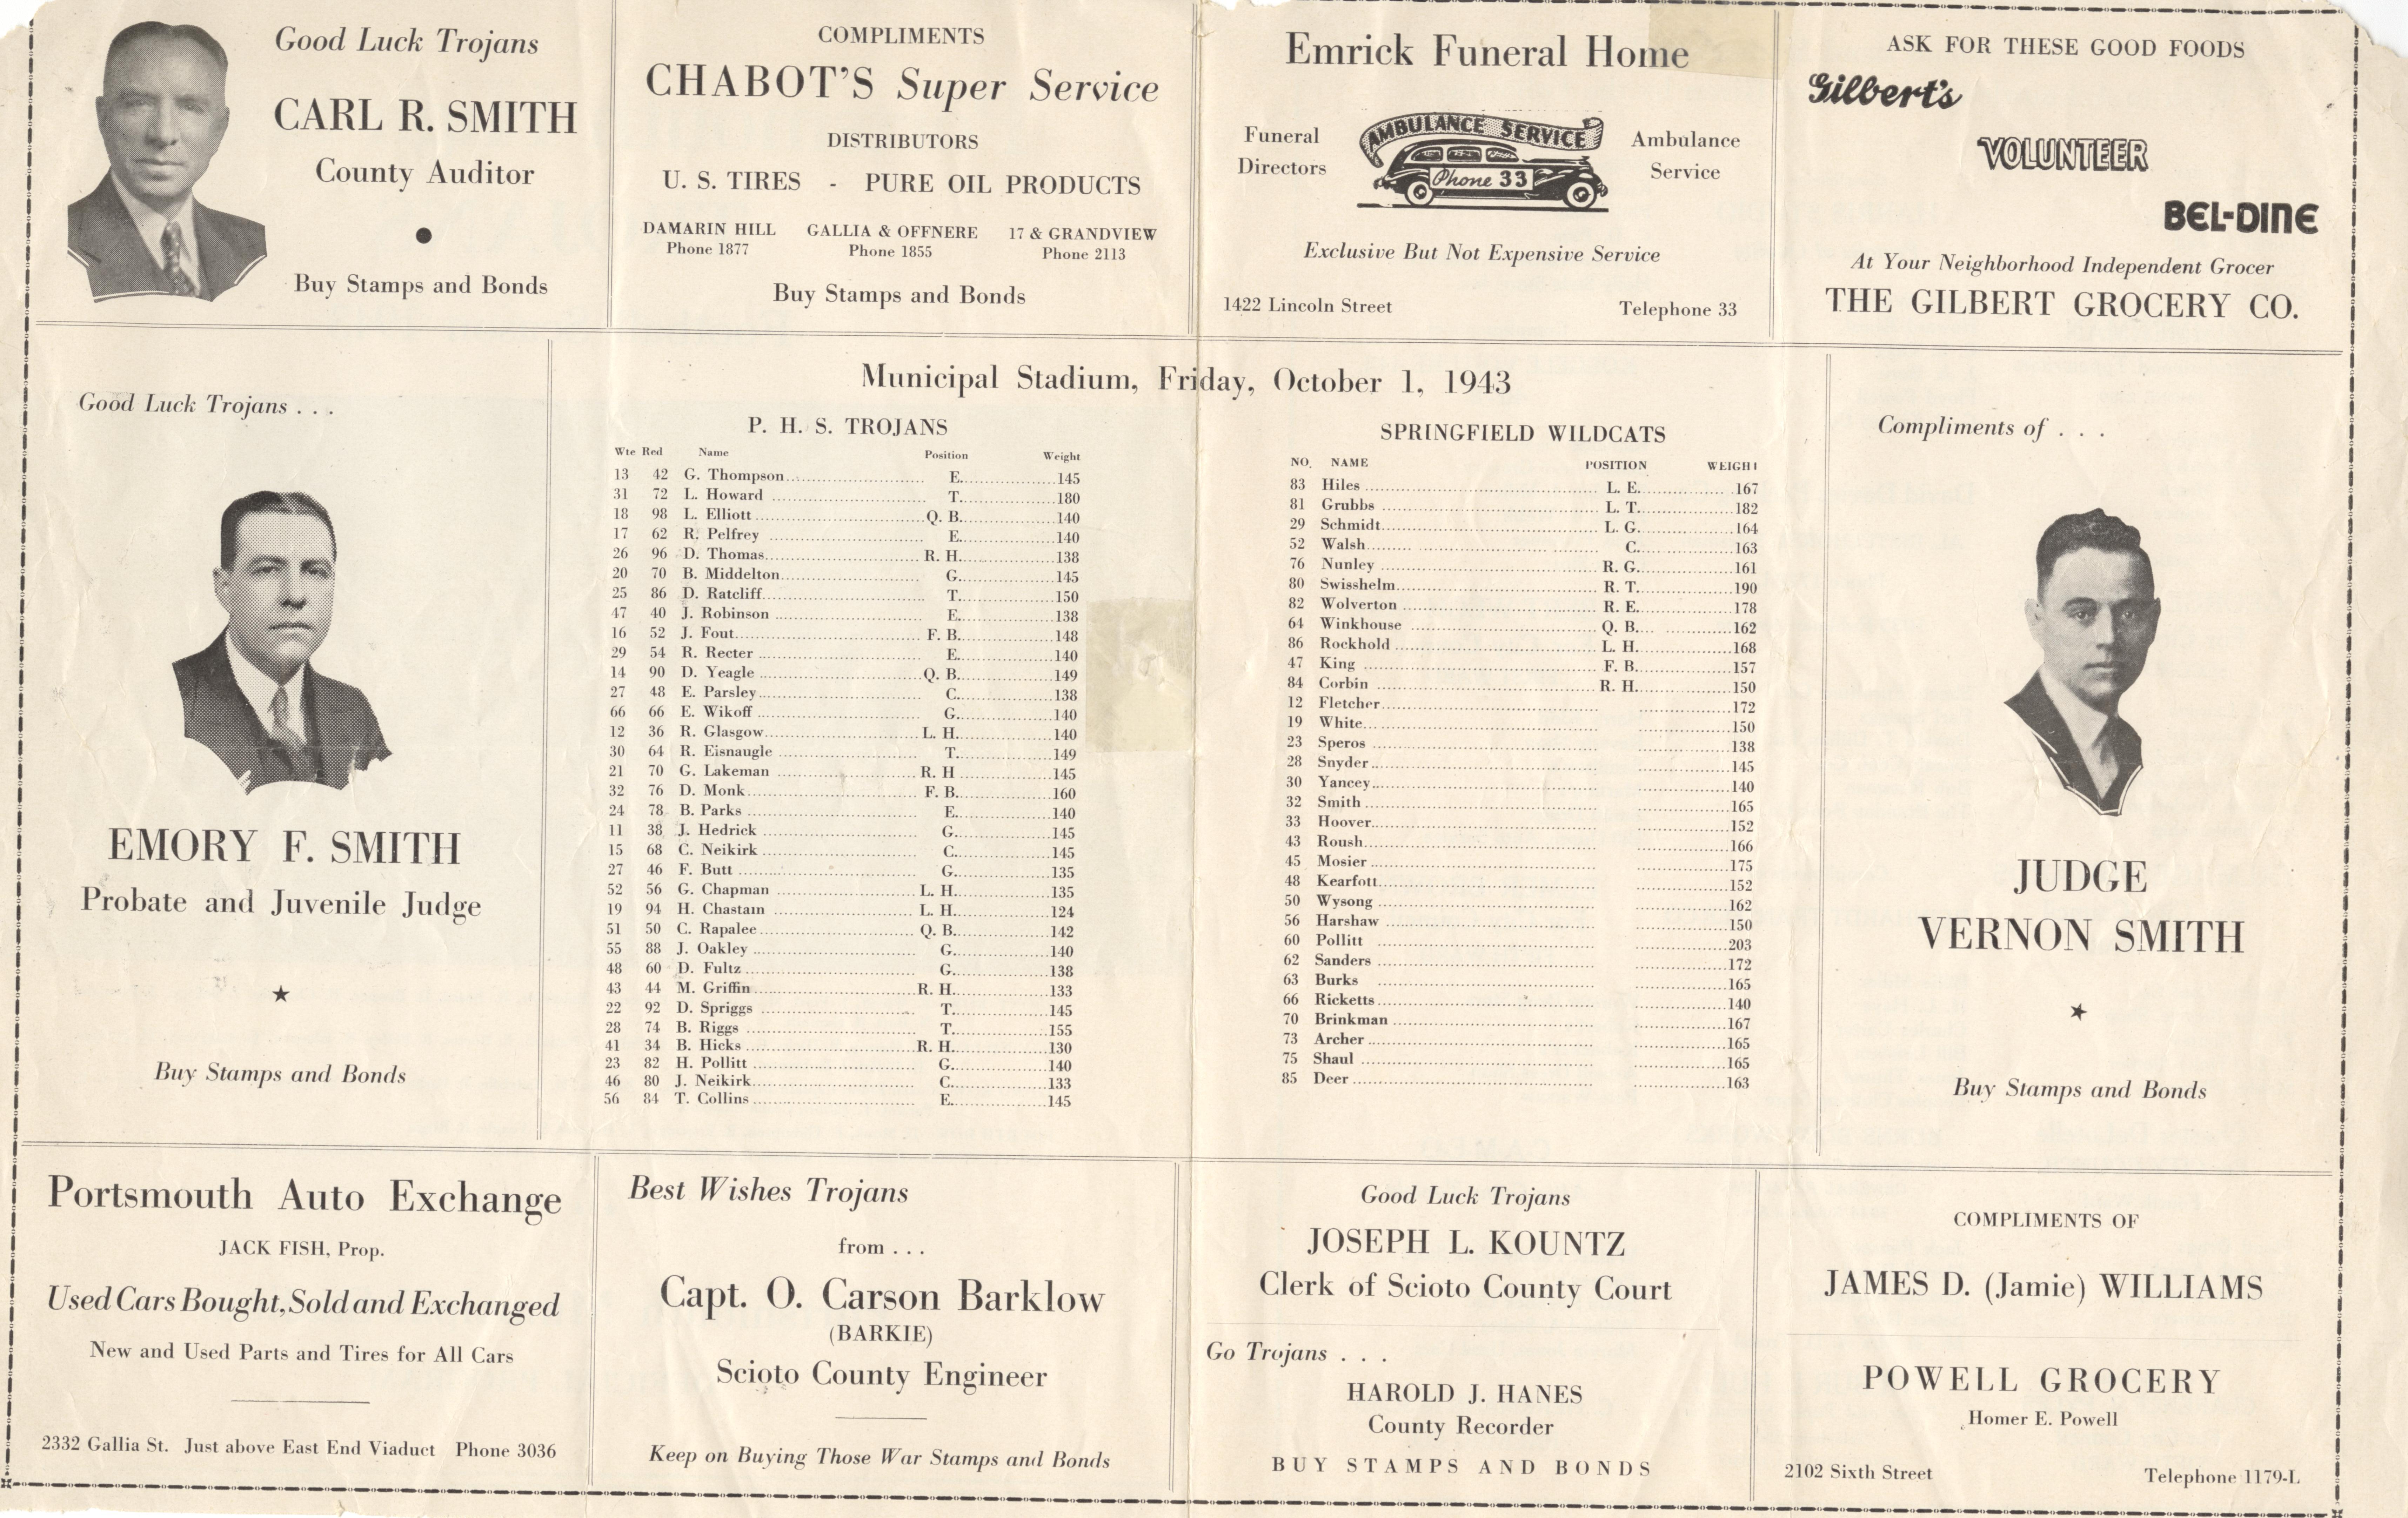 Good Luck Trojans
CARL R. SMITH
County Auditor
Buy Stamps and Bonds
COMPLIMENTS
CHABOT'S Super Service
DISTRIBUTORS
U. S. TIRES - PURE OIL PRODUCTS
DAMARIN HILL GALLIA & OFFNERE 17 & GRANDVIEW
Phone 1877 Phone 1855 Phone 2113
Buy Stamps and Bonds
Emrick Funeral Home
Funeral Directors
AMBULANCE SERVICE
Phone 33
Ambulance Service
Exclusive But Not Expensive Service
1422 Lincoln Street Telephone 33
ASK FOR THESE GOOD FOODS
Gilbert's
VOLUNTEER
BEL-DINE
At Your Neighborhood Independent Grocer
THE GILBERT GROCERY CO.
Good Luck Trojans . . .
EMORY F. SMITH
Probate and Juvenile Judge
Buy Stamps and Bonds
Municipal Stadium, Friday, October 1, 1943
P. H. S. TROJANS
Wte Red Name Position Weight
13 42 G. Thompson E. 145
31 72 L. Howard T. 180
18 98 L. Elliott Q. B. 140
17 62 R. Pelfrey E. 140
26 96 D. Thomas R. H. 138
20 70 B. Middelton G. 145
25 86 D. Ratcliff T. 150
47 40 J. Robinson E. 138
16 52 J. Fout F. B. 148
29 54 R. Recter E. 140
14 90 D. Yeagle Q. B. 149
27 48 E. Parsley C. 138
66 66 E. Wikoff G. 140
12 36 R. Glasgow L. H. 140
30 64 R. Eisnaugle T. 149
21 70 G. Lakeman R. H 145
32 76 D. Monk F. B. 160
24 78 B. Parks E. 140
11 38 J. Hedrick G. 145
15 68 C. Neikirk C. 145
27 46 F. Butt G. 135
52 56 G. Chapman L. H. 135
19 94 H. Chastain L. H. 124
51 50 C. Rapalee Q. B. 142
55 88 J. Oakley G. 140
48 60 D. Fultz G. 138
43 44 M. Griffin R. H. 133
22 92 D. Spriggs T. 145
28 74 B. Riggs T. 155
41 34 B. Hicks R. H. 130
23 82 H. Pollitt G. 140
46 80 J. Neikirk C. 133
56 84 T. Collins E. 145
SPRINGFIELD WILDCATS
NO. NAME POSITION WEIGHT
83 Hiles L. E. 167
81 Grubbs L. T. 182
29 Schmidt L. G. 164
52 Walsh C. 163
76 Nunley R. G. 161
80 Swisshelm R. T. 190
82 Wolverton R. E. 178
64 Winkhouse Q. B. 162
86 Rockhold L. H. 168
47 King F. B. 157
84 Corbin R. H. 150
12 Fletcher 172
19 White 150
23 Speros 138
28 Snyder 145
30 Yancey 140
32 Smith 165
33 Hoover 152
43 Roush 166
45 Mosier 175
48 Kearfott 152
50 Wysong 162
56 Harshaw 150
60 Pollitt 203
62 Sanders 172
63 Burks 165
66 Ricketts 140
70 Brinkman 167
73 Archer 165
75 Shaul 165
85 Deer 163
Compliments of . . .
JUDGE
VERNON SMITH
Buy Stamps and Bonds
Portsmouth Auto Exchange
JACK FISH, Prop.
Used Cars Bought, Sold and Exchanged
New and Used Parts and Tires for All Cars
2332 Gallia St. Just above East End Viaduct Phone 3036
Best Wishes Trojans
from . . .
Capt. O. Carson Barklow
(BARKIE)
Scioto County Engineer
Keep on Buying Those War Stamps and Bonds
Good Luck Trojans
JOSEPH L. KOUNTZ
Clerk of Scioto County Court
Go Trojans . . .
HAROLD J. HANES
County Recorder
BUY STAMPS AND BONDS
COMPLIMENTS OF
JAMES D. (Jamie) WILLIAMS
POWELL GROCERY
Homer E. Powell
2102 Sixth Street Telephone 1179-L